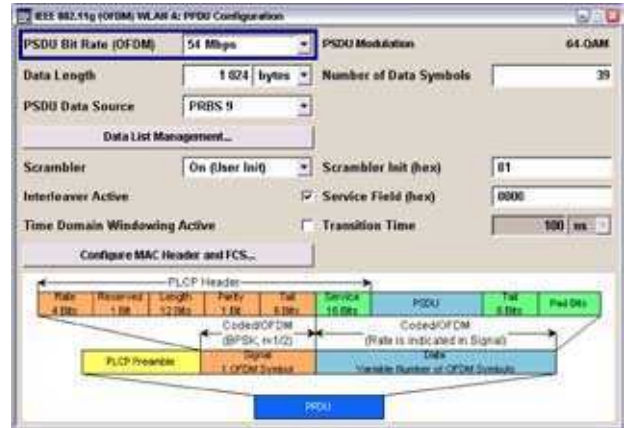 IEEE 802.11g (OFDM) WLAN A: PPDU Configuration
PSDU Bit Rate (OFDM) 54 Mbps PSDU Modulation 64-QAM
Data Length 1 024 bytes Number of Data Symbols 39
PSDU Data Source PRBS 9
Data List Management...
Scrambler On (User Init) Scrambler Init (hex) 01
Interleaver Active Service Field (hex) 0000
Time Domain Windowing Active Transition Time 100 ns
Configure MAC Header and FCS...
PLCP Header
Rate Reserved Length Parity Tail Service PSDU Tail Pad Bits
4 Bits 1 Bit 12 Bits 1 Bit 6 Bits 16 Bits 6 Bits
Coded/OFDM Coded/OFDM
(BPSK, r=1/2) (Rate is indicated in Signal)
PLCP Preamble Signal Data
1 OFDM Symbol Variable Number of OFDM Symbols
PPDU